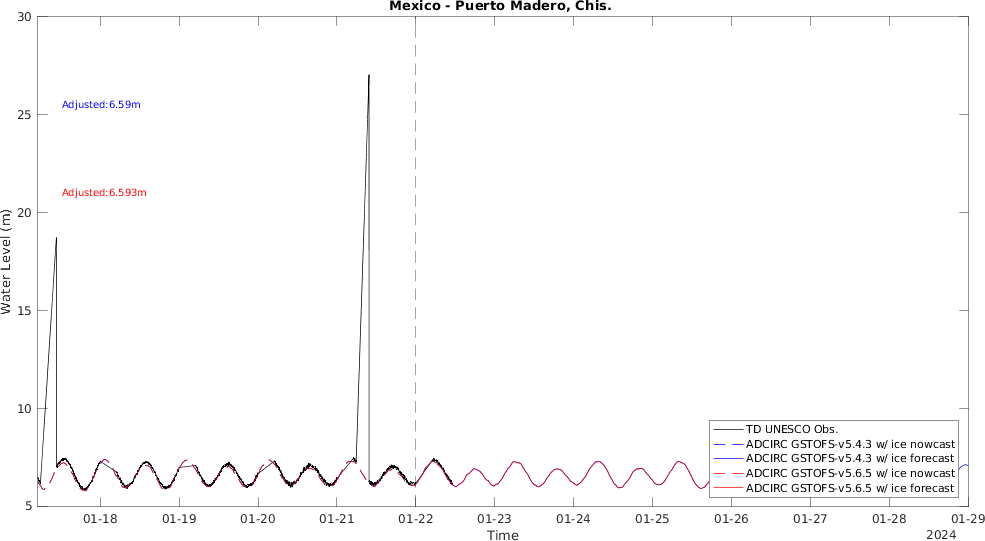 Mexico - Puerto Madero, Chis.
30
25
20
15
10
5
Water Level (m)
Adjusted:6.59m
Adjusted:6.593m
TD UNESCO Obs.
ADCIRC GSTOFS-v5.4.3 w/ ice nowcast
ADCIRC GSTOFS-v5.4.3 w/ ice forecast
ADCIRC GSTOFS-v5.6.5 w/ ice nowcast
ADCIRC GSTOFS-v5.6.5 w/ ice forecast
01-18 01-19 01-20 01-21 01-22 01-23 01-24 01-25 01-26 01-27 01-28 01-29
Time
2024